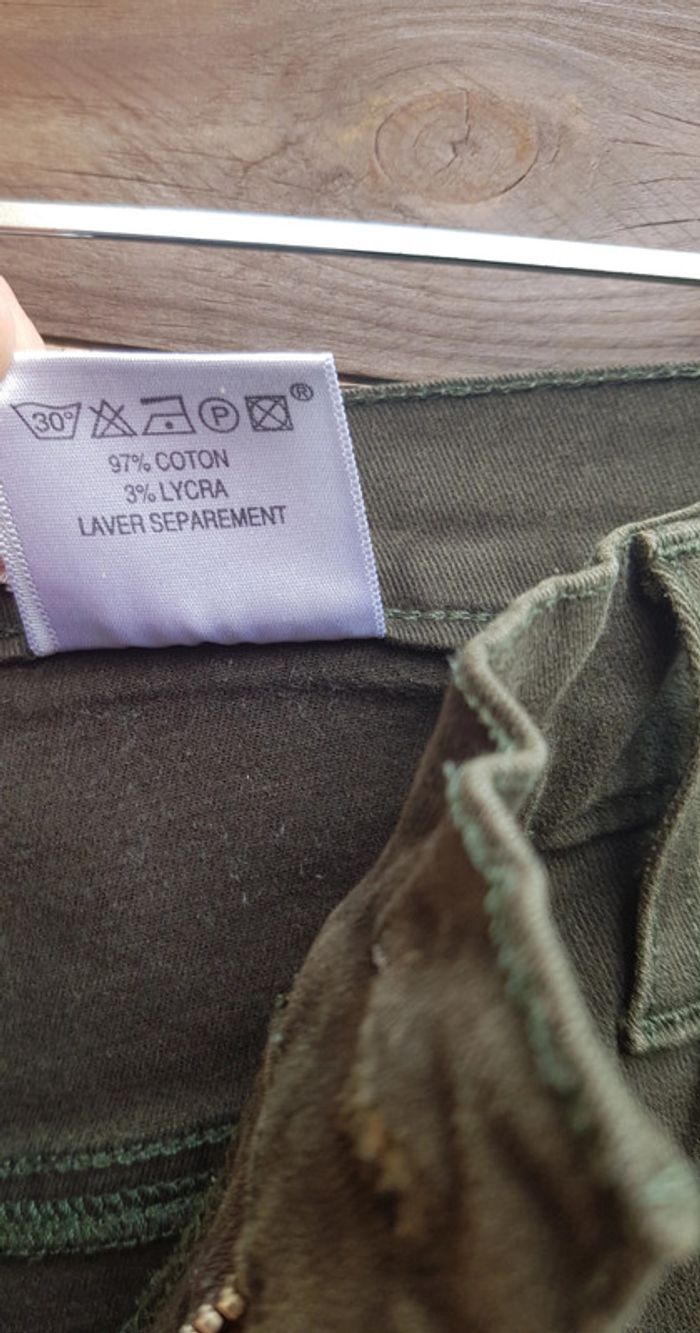 30° P ®
97% COTON
3% LYCRA
LAVER SEPAREMENT